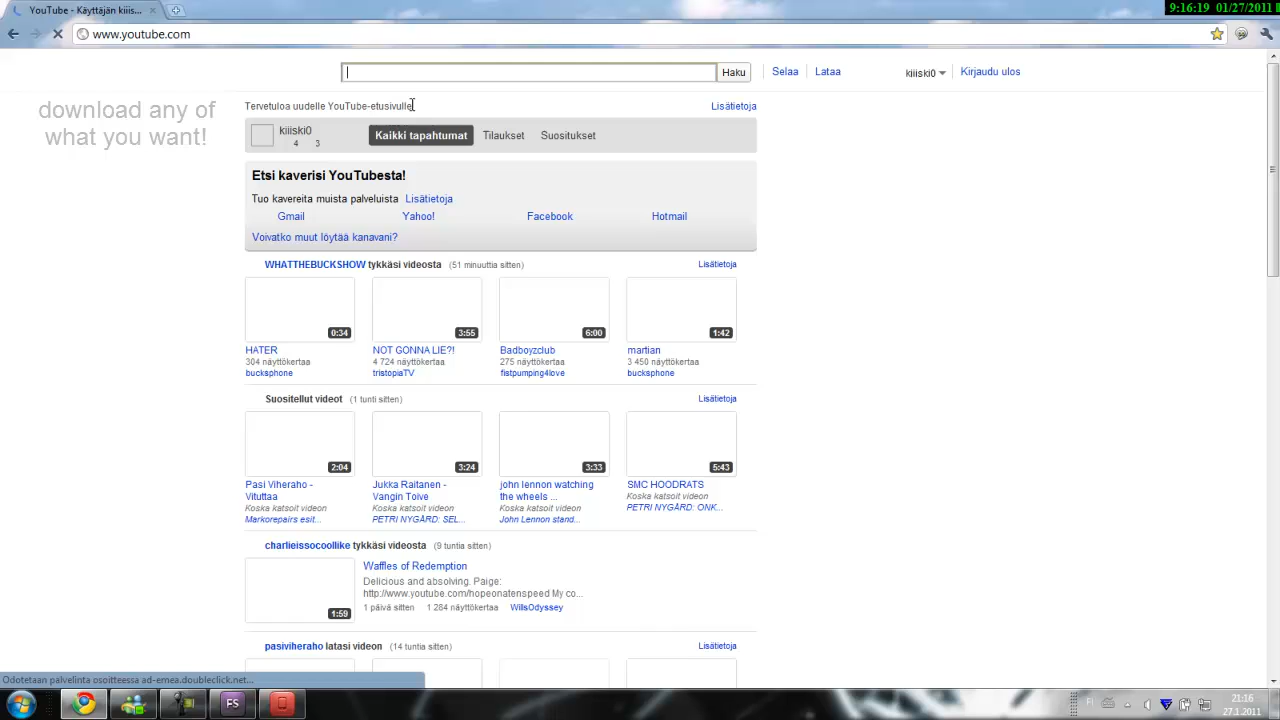 YouTube - Käyttäjän kiis...
9:16:19 01/27/2011
www.youtube.com
Haku
Selaa
Lataa
kiiiski0
Kirjaudu ulos
download any of
what you want!
Tervetuloa uudelle YouTube-etusivulle
Lisätietoja
kiiiski0
4 3
Kaikki tapahtumat
Tilaukset
Suositukset
Etsi kaverisi YouTubesta!
Tuo kavereita muista palveluista Lisätietoja
Gmail
Yahoo!
Facebook
Hotmail
Voivatko muut löytää kanavani?
WHATTHEBUCKSHOW tykkäsi videosta (51 minuuttia sitten)
Lisätietoja
0:34
3:55
6:00
1:42
HATER
304 näyttökertaa
bucksphone
NOT GONNA LIE?!
4 724 näyttökertaa
tristopiaTV
Badboyzclub
275 näyttökertaa
fistpumping4love
martian
3 450 näyttökertaa
bucksphone
Suositellut videot (1 tunti sitten)
Lisätietoja
2:04
3:24
3:33
5:43
Pasi Viheraho -
Vituttaa
Koska katsoit videon
Markorepairs esit...
Jukka Raitanen -
Vangin Toive
Koska katsoit videon
PETRI NYGÅRD: SEL...
john lennon watching
the wheels ...
Koska katsoit videon
John Lennon stand...
SMC HOODRATS
Koska katsoit videon
PETRI NYGÅRD: ONK...
charlieissocoollike tykkäsi videosta (9 tuntia sitten)
1:59
Waffles of Redemption
Delicious and absolving. Paige:
http://www.youtube.com/hopeonatenspeed My co...
1 päivä sitten 1 284 näyttökertaa WillsOdyssey
pasiviheraho latasi videon (14 tuntia sitten)
Lisätietoja
Odotetaan palvelinta osoitteessa ad-emea.doubleclick.net...
FS
FI
21:16
27.1.2011